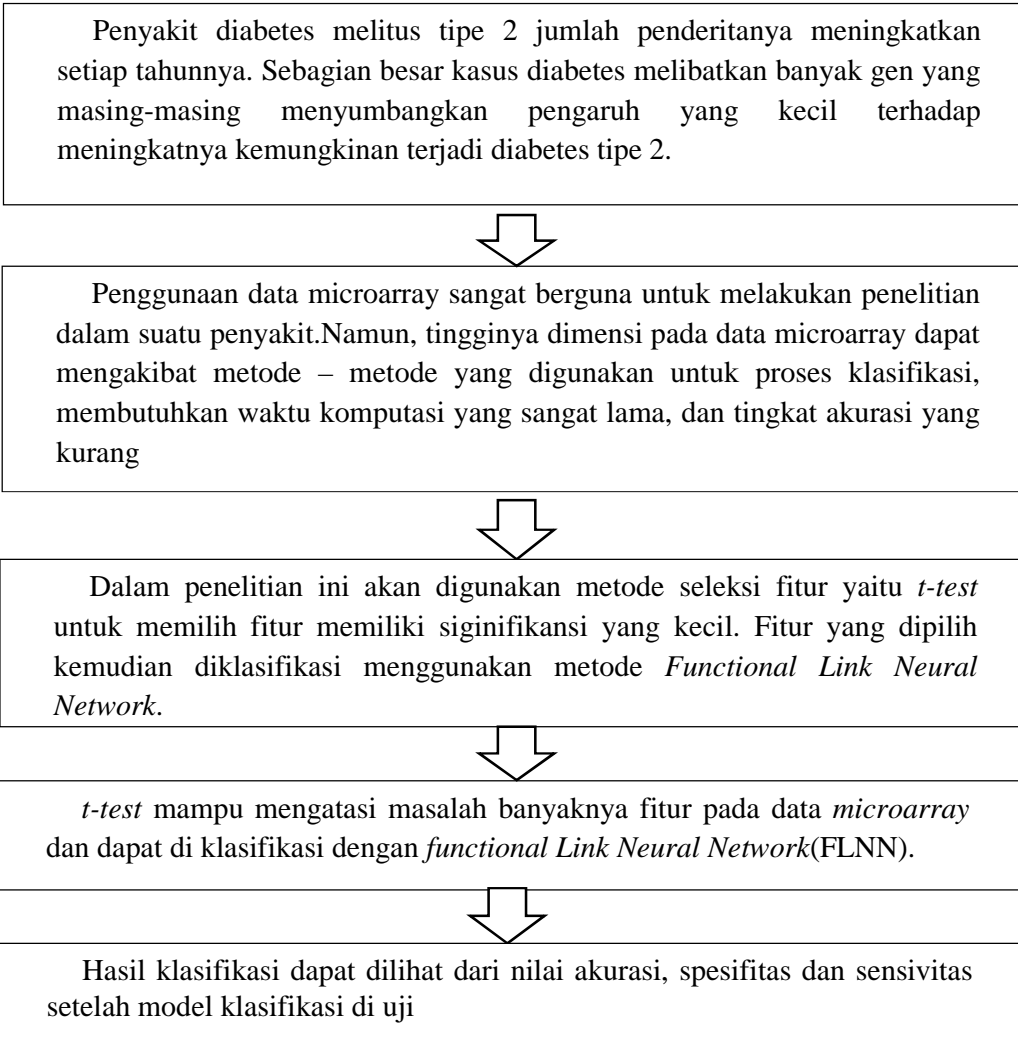 Penyakit diabetes melitus tipe 2 jumlah penderitanya meningkatkan
setiap tahunnya. Sebagian besar kasus diabetes melibatkan banyak gen yang
masing-masing menyumbangkan pengaruh yang kecil terhadap
meningkatnya kemungkinan terjadi diabetes tipe 2.
Penggunaan data microarray sangat berguna untuk melakukan penelitian
dalam suatu penyakit.Namun, tingginya dimensi pada data microarray dapat
mengakibat metode – metode yang digunakan untuk proses klasifikasi,
membutuhkan waktu komputasi yang sangat lama, dan tingkat akurasi yang
kurang
Dalam penelitian ini akan digunakan metode seleksi fitur yaitu t-test
untuk memilih fitur memiliki siginifikansi yang kecil. Fitur yang dipilih
kemudian diklasifikasi menggunakan metode Functional Link Neural
Network.
t-test mampu mengatasi masalah banyaknya fitur pada data microarray
dan dapat di klasifikasi dengan functional Link Neural Network(FLNN).
Hasil klasifikasi dapat dilihat dari nilai akurasi, spesifitas dan sensivitas
setelah model klasifikasi di uji